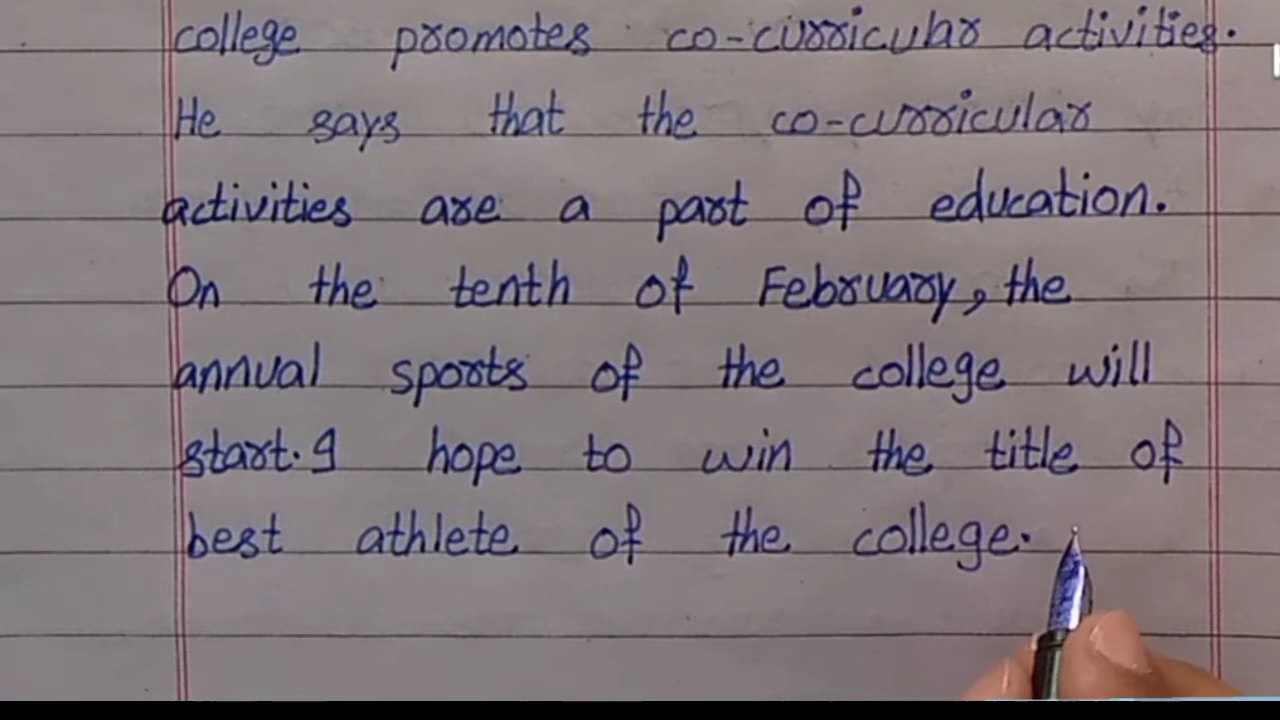 college promotes co-curricular activities.
He says that the co-curricular
activities are a part of education.
On the tenth of February, the
annual sports of the college will
start. I hope to win the title of
best athlete of the college.